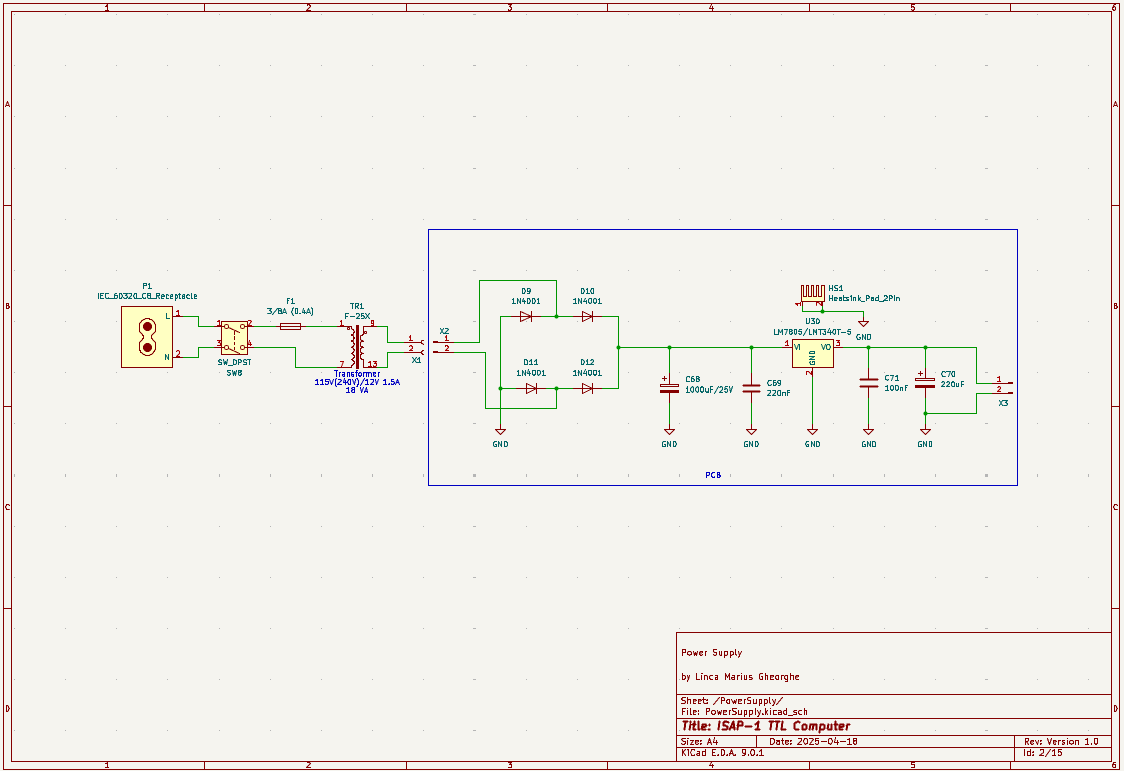 1 2 3 4 5 6
A A
B B
C C
D D
P1
IEC_60320_C8_Receptacle
L 1
N 2
1 2
3 4
SW_DPST
SW8
F1
3/8A (0.4A)
TR1
F-25X
1 9
7 13
Transformer
115V(240V)/12V 1.5A
18 VA
1
2
X1
X2
1
2
D9
1N4001
D10
1N4001
D11
1N4001
D12
1N4001
GND
C68
1000uF/25V
GND
C69
220nF
GND
HS1
Heatsink_Pad_2Pin
1 2
GND
U30
LM7805/LNT340T-5
1 VI VO 3
GND
2
GND
C71
100nF
GND
C70
220uF
GND
1
2
X3
PCB
Power Supply
by Linca Marius Gheorghe
Sheet: /PowerSupply/
File: PowerSupply.kicad_sch
Title: ISAP-1 TTL Computer
Size: A4 Date: 2025-04-18 Rev: Version 1.0
KiCad E.D.A. 9.0.1 Id: 2/15
1 2 3 4 5 6